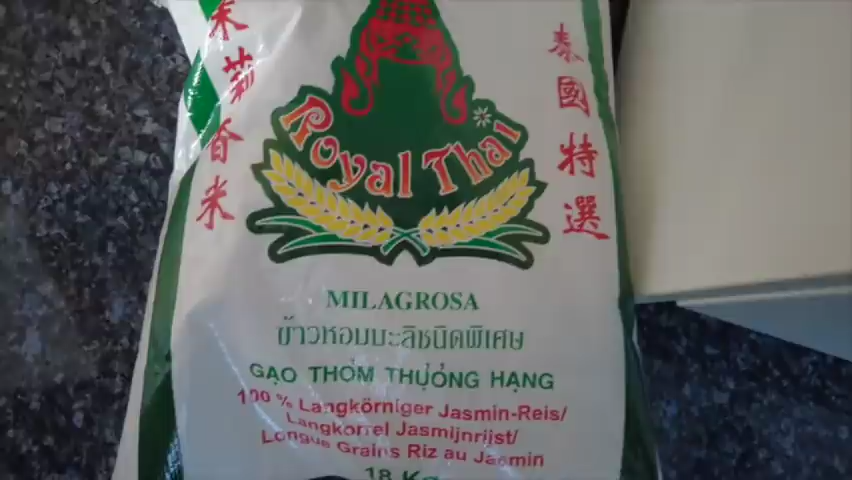 茉莉香米
泰國特選
Royal Thai
MILAGROSA
ข้าวหอมมะลิชนิดพิเศษ
GẠO THƠM THƯỢNG HẠNG
100 % Langkörniger Jasmin-Reis/
Langkorrel Jasmijnrijst/
Longue Grains Riz au Jasmin
18 Kg